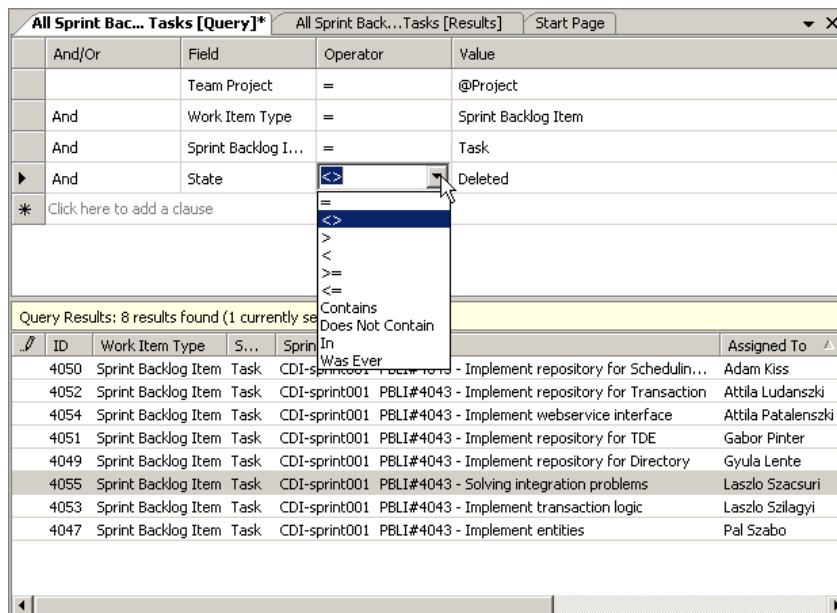 All Sprint Bac... Tasks [Query]* All Sprint Back...Tasks [Results] Start Page
And/Or Field Operator Value
Team Project = @Project
And Work Item Type = Sprint Backlog Item
And Sprint Backlog I... = Task
And State <> Deleted
Click here to add a clause
=
<>
>
<
>=
<=
Contains
Does Not Contain
In
Was Ever
Query Results: 8 results found (1 currently se
ID Work Item Type S... Sprin Assigned To
4050 Sprint Backlog Item Task CDI-sprint001 PBLI#4043 - Implement repository for Schedulin... Adam Kiss
4052 Sprint Backlog Item Task CDI-sprint001 PBLI#4043 - Implement repository for Transaction Attila Ludanszki
4054 Sprint Backlog Item Task CDI-sprint001 PBLI#4043 - Implement webservice interface Attila Patalenszki
4051 Sprint Backlog Item Task CDI-sprint001 PBLI#4043 - Implement repository for TDE Gabor Pinter
4049 Sprint Backlog Item Task CDI-sprint001 PBLI#4043 - Implement repository for Directory Gyula Lente
4055 Sprint Backlog Item Task CDI-sprint001 PBLI#4043 - Solving integration problems Laszlo Szacsuri
4053 Sprint Backlog Item Task CDI-sprint001 PBLI#4043 - Implement transaction logic Laszlo Szilagyi
4047 Sprint Backlog Item Task CDI-sprint001 PBLI#4043 - Implement entities Pal Szabo